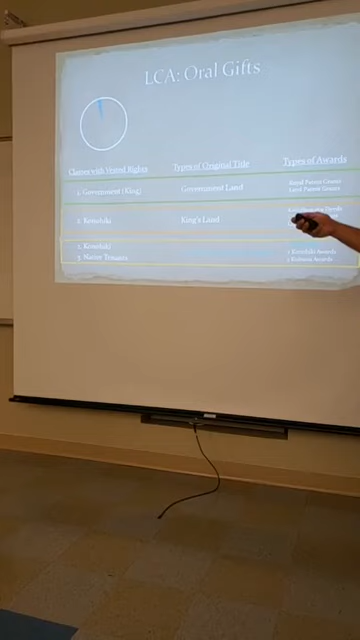 LCA: Oral Gifts
Classes with Vested Rights
Types of Original Title
Types of Awards
1. Government (King)
Government Land
Royal Patent Grants
Land Patent Grants
2. Konohiki
King's Land
2. Konohiki
3. Native Tenants
2 Konohiki Awards
3 Kuleana Awards